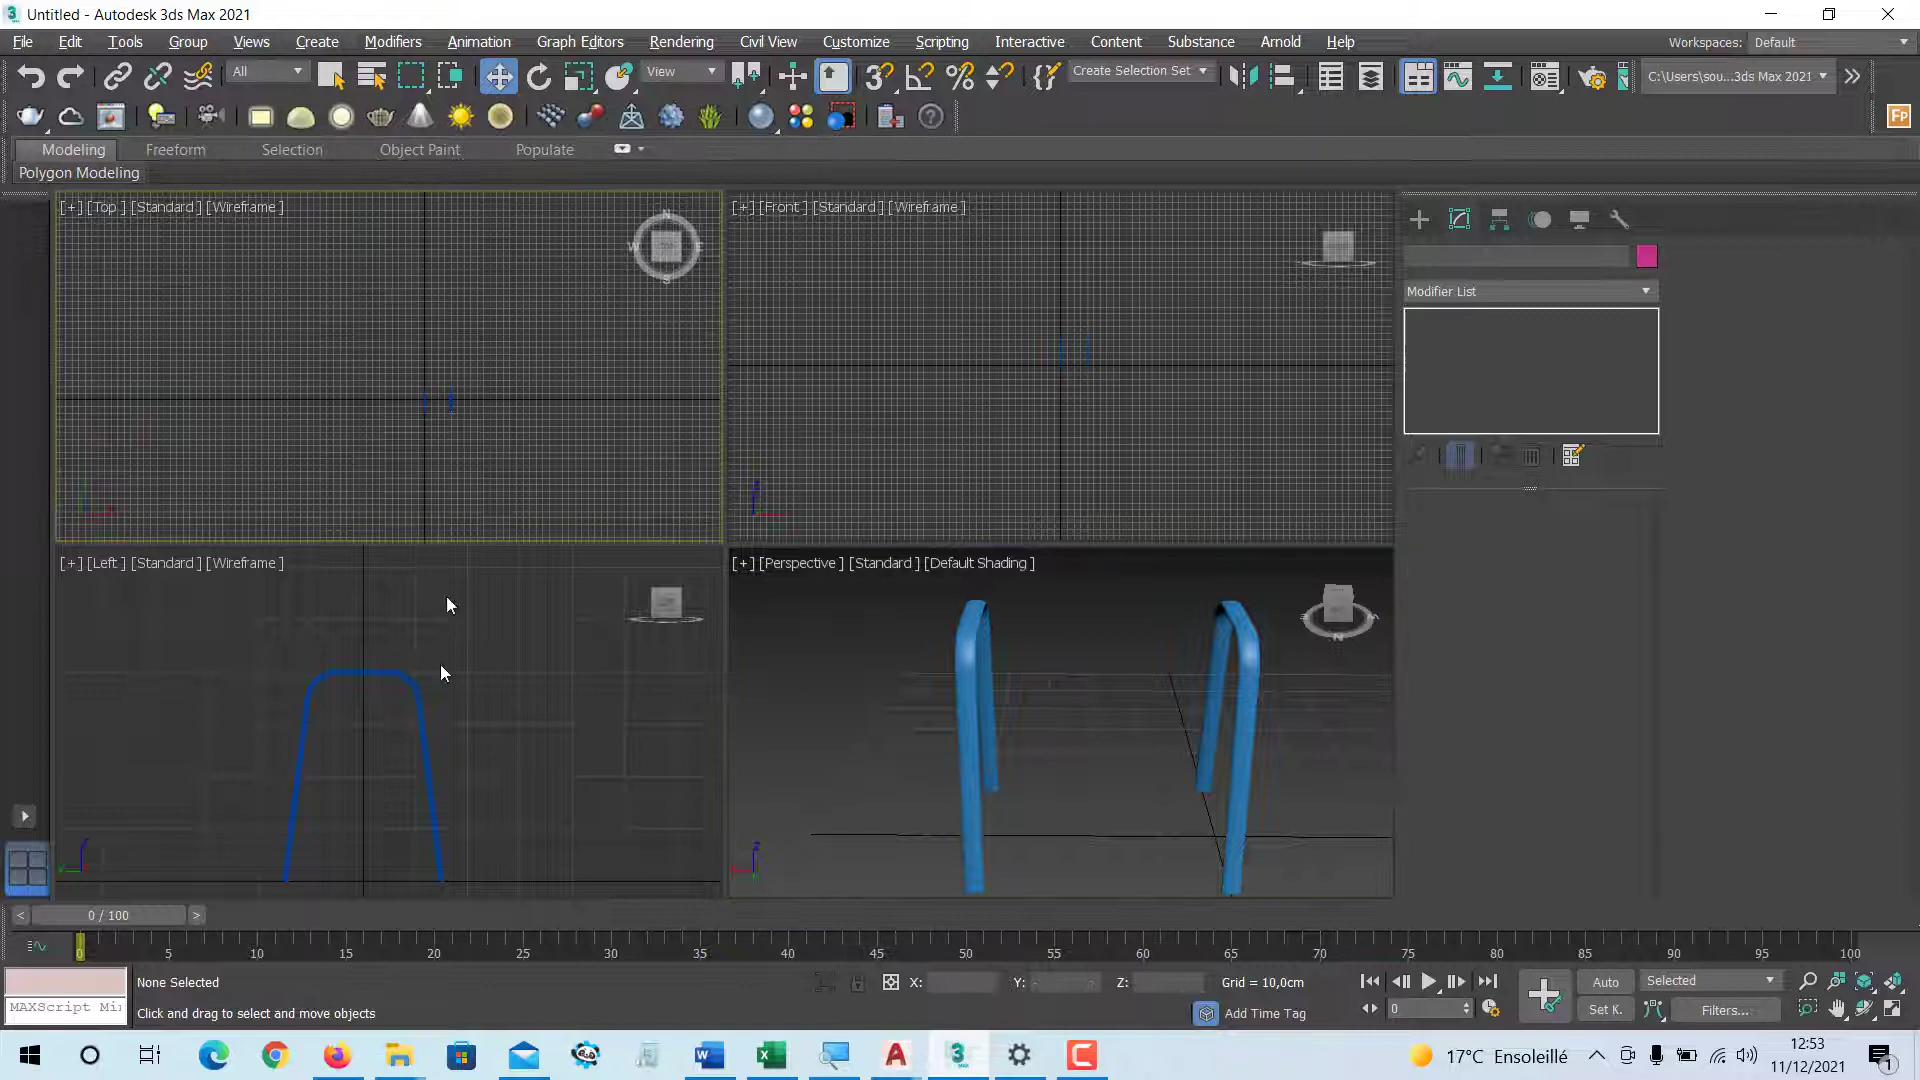 Untitled - Autodesk 3ds Max 2021
File Edit Tools Group Views Create Modifiers Animation Graph Editors Rendering Civil View Customize Scripting Interactive Content Substance Arnold Help
Workspaces: Default
All
View
Create Selection Set
C:\Users\sou...3ds Max 2021
Fp
Modeling Freeform Selection Object Paint Populate
Polygon Modeling
[+] [Top ] [Standard ] [Wireframe ]
[+] [Front ] [Standard ] [Wireframe ]
N
W E
S
Modifier List
[+] [Left ] [Standard ] [Wireframe ]
[+] [Perspective ] [Standard ] [Default Shading ]
N
< 0 / 100 >
0 5 10 15 20 25 30 35 40 45 50 55 60 65 70 75 80 85 90 95 100
None Selected
X: Y: Z: Grid = 10,0cm
Auto Selected
MAXScript Mi
Click and drag to select and move objects
Add Time Tag
0
Set K. Filters...
17°C Ensoleillé
12:53
11/12/2021
1